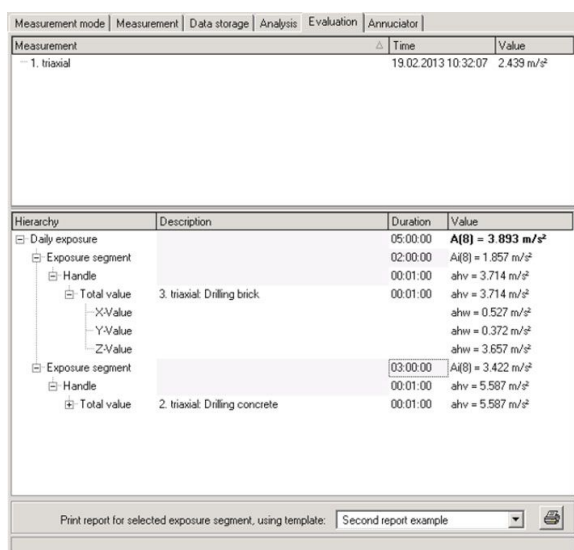 Measurement mode Measurement Data storage Analysis Evaluation Annuciator
Measurement Time Value
1. triaxial 19.02.2013 10:32:07 2.439 m/s²
Hierarchy Description Duration Value
Daily exposure 05:00:00 A(8) = 3.893 m/s²
Exposure segment 02:00:00 Ai(8) = 1.857 m/s²
Handle 00:01:00 ahv = 3.714 m/s²
Total value 3. triaxial: Drilling brick 00:01:00 ahv = 3.714 m/s²
X-Value ahw = 0.527 m/s²
Y-Value ahw = 0.372 m/s²
Z-Value ahw = 3.657 m/s²
Exposure segment 03:00:00 Ai(8) = 3.422 m/s²
Handle 00:01:00 ahv = 5.587 m/s²
Total value 2. triaxial: Drilling concrete 00:01:00 ahv = 5.587 m/s²
Print report for selected exposure segment, using template: Second report example